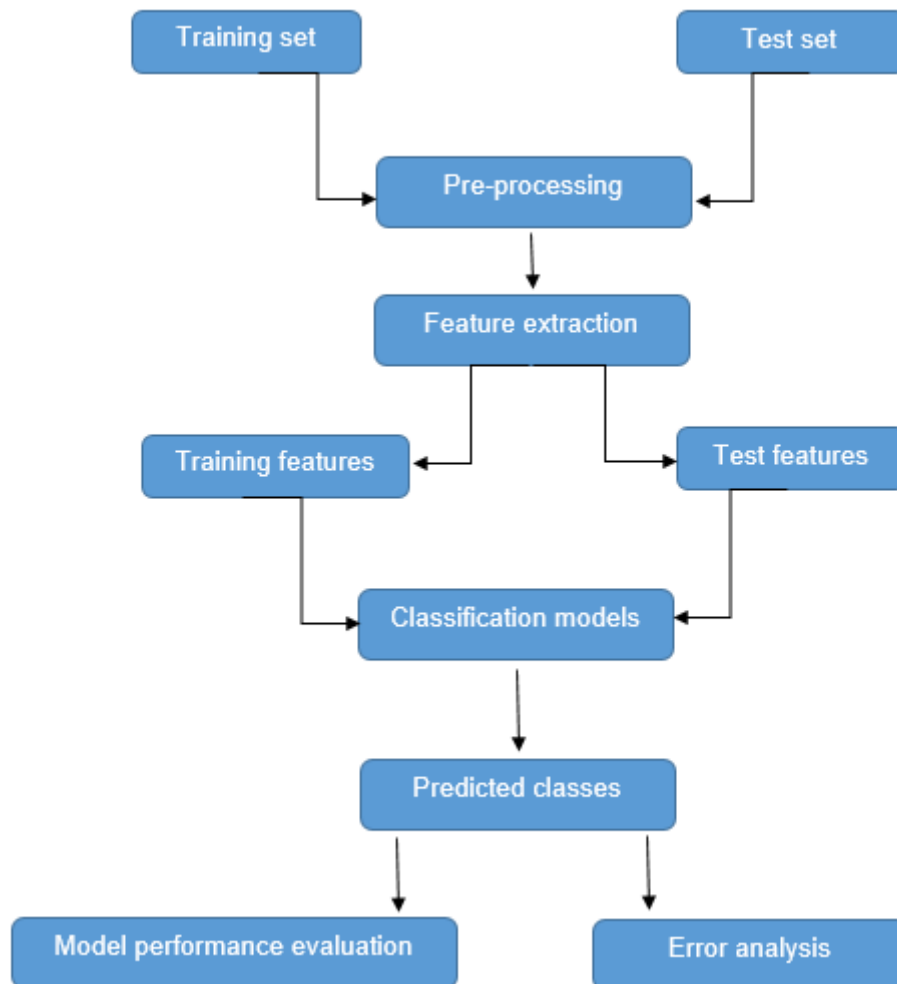 Training set
Test set
Pre-processing
Feature extraction
Training features
Test features
Classification models
Predicted classes
Model performance evaluation
Error analysis